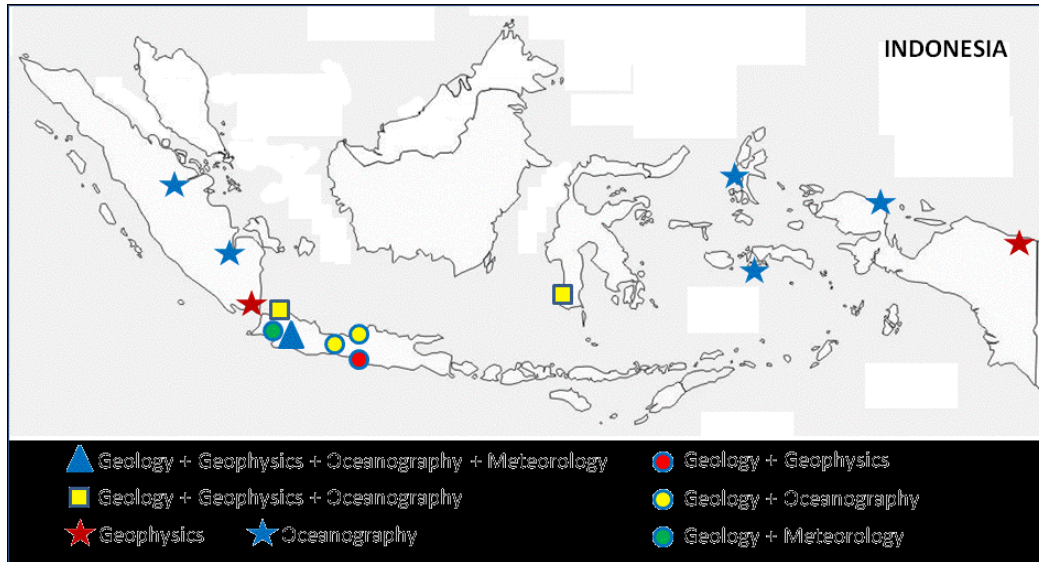 INDONESIA
Geology + Geophysics + Oceanography + Meteorology
Geology + Geophysics
Geology + Geophysics + Oceanography
Geology + Oceanography
Geophysics
Oceanography
Geology + Meteorology